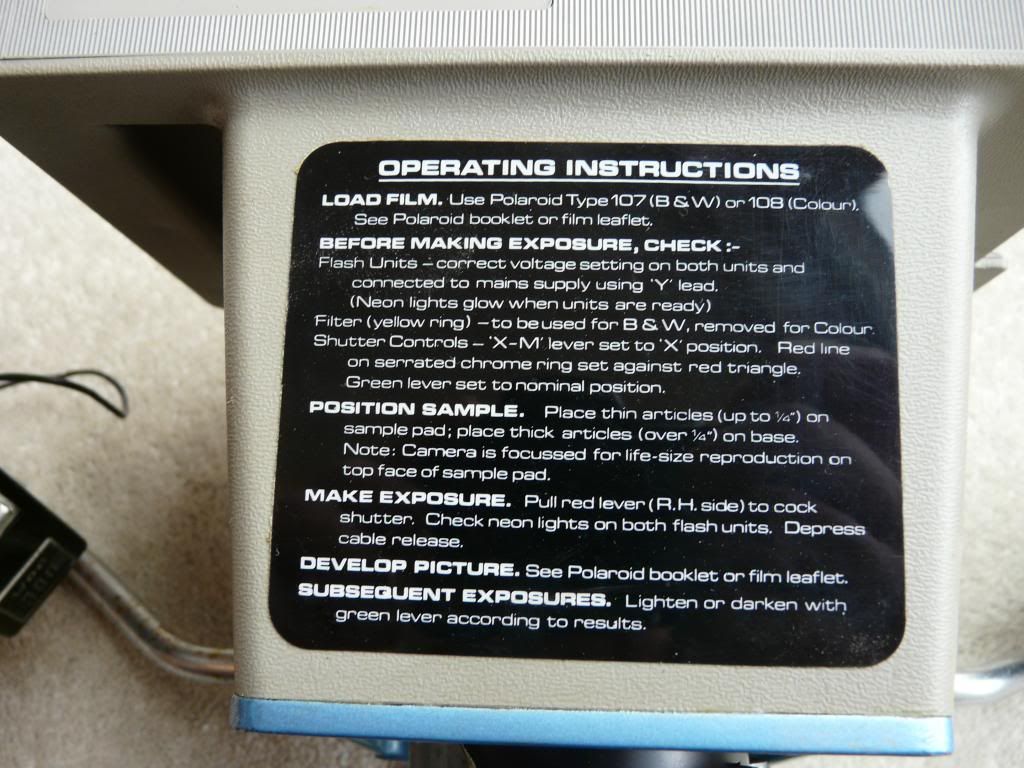 OPERATING INSTRUCTIONS
LOAD FILM. Use Polaroid Type 107 (B & W) or 108 (Colour).
See Polaroid booklet or film leaflet.
BEFORE MAKING EXPOSURE, CHECK :-
Flash Units – correct voltage setting on both units and
connected to mains supply using 'Y' lead.
(Neon lights glow when units are ready)
Filter (yellow ring) – to be used for B & W, removed for Colour.
Shutter Controls – 'X-M' lever set to 'X' position. Red line
on serrated chrome ring set against red triangle.
Green lever set to nominal position.
POSITION SAMPLE. Place thin articles (up to ¼") on
sample pad; place thick articles (over ¼") on base.
Note: Camera is focussed for life-size reproduction on
top face of sample pad.
MAKE EXPOSURE. Pull red lever (R.H. side) to cock
shutter. Check neon lights on both flash units. Depress
cable release.
DEVELOP PICTURE. See Polaroid booklet or film leaflet.
SUBSEQUENT EXPOSURES. Lighten or darken with
green lever according to results.